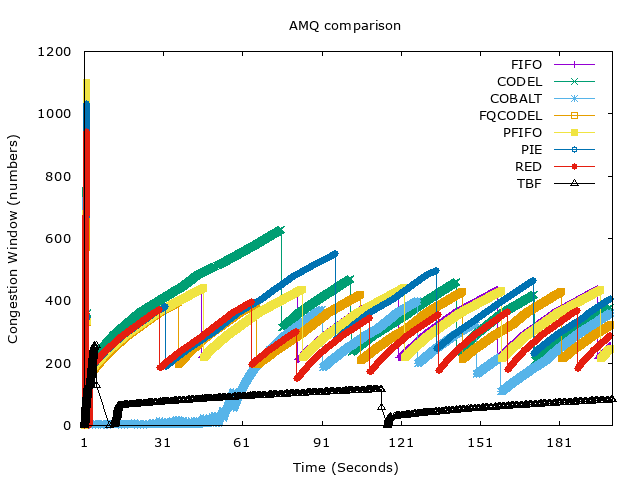 AMQ comparison
1200
1000
800
600
400
200
0
Congestion Window (numbers)
FIFO
CODEL
COBALT
FQCODEL
PFIFO
PIE
RED
TBF
1 31 61 91 121 151 181
Time (Seconds)